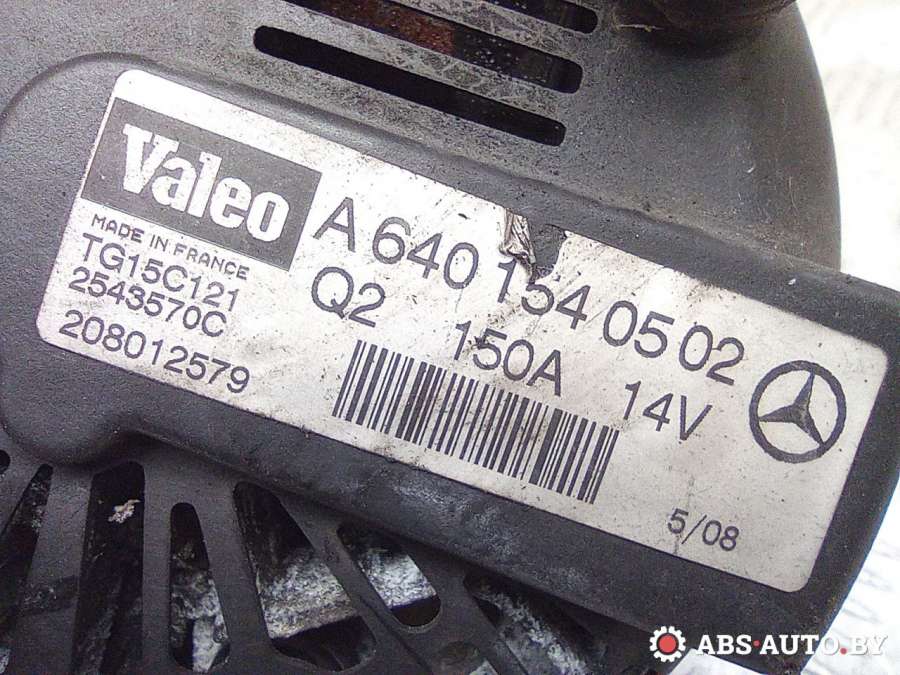 Valeo
MADE IN FRANCE
TG15C121
2543570C
208012579
A 640 154 05 02
Q2 150A 14V
5/08
ABS-AUTO.BY